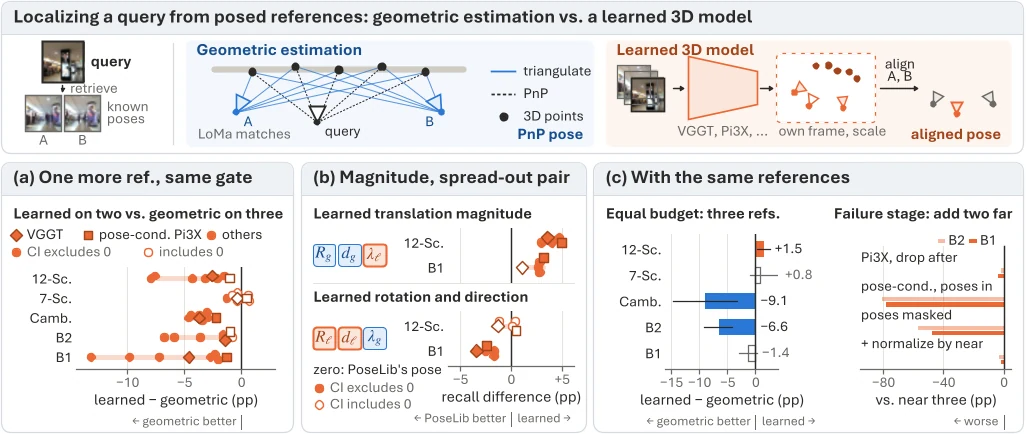 Localizing a query from posed references: geometric estimation vs. a learned 3D model
query
retrieve
known
poses
A B
Geometric estimation
A
B
LoMa matches
query
triangulate
PnP
3D points
PnP pose
Learned 3D model
VGGT, Pi3X, ...
own frame, scale
align
A, B
aligned pose
(a) One more ref., same gate
Learned on two vs. geometric on three
VGGT pose-cond. Pi3X others
CI excludes 0 includes 0
12-Sc.
7-Sc.
Camb.
B2
B1
−10 −5 0
learned − geometric (pp)
← geometric better
(b) Magnitude, spread-out pair
Learned translation magnitude
R_g d_g λ_ℓ
12-Sc.
B1
Learned rotation and direction
R_ℓ d_ℓ λ_g
12-Sc.
B1
zero: PoseLib's pose
CI excludes 0
CI includes 0
−5 0 +5
recall difference (pp)
← PoseLib better learned →
(c) With the same references
Equal budget: three refs.
12-Sc. +1.5
7-Sc. +0.8
Camb. −9.1
B2 −6.6
B1 −1.4
−15 −10 −5 0
learned − geometric (pp)
← geometric better learned →
Failure stage: add two far
B2 B1
Pi3X, drop after
pose-cond., poses in
poses masked
+ normalize by near
−80 −40 0
vs. near three (pp)
← worse